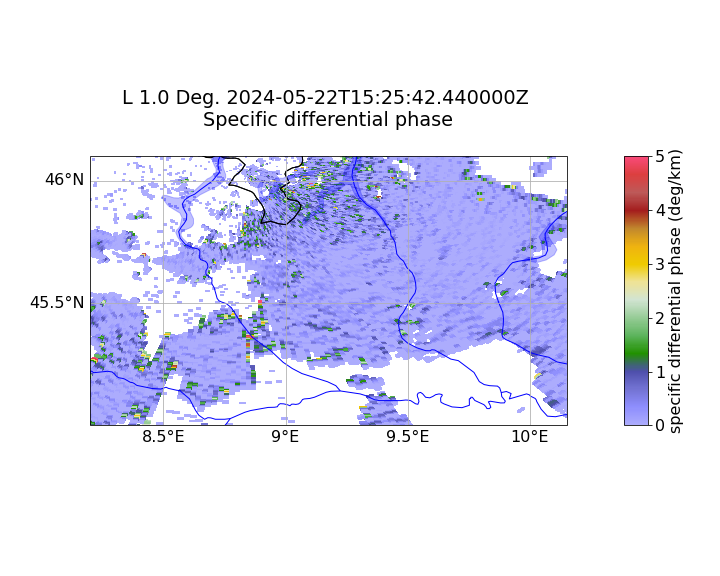 L 1.0 Deg. 2024-05-22T15:25:42.440000Z
Specific differential phase
46°N
45.5°N
8.5°E
9°E
9.5°E
10°E
5
4
3
2
1
0
specific differential phase (deg/km)